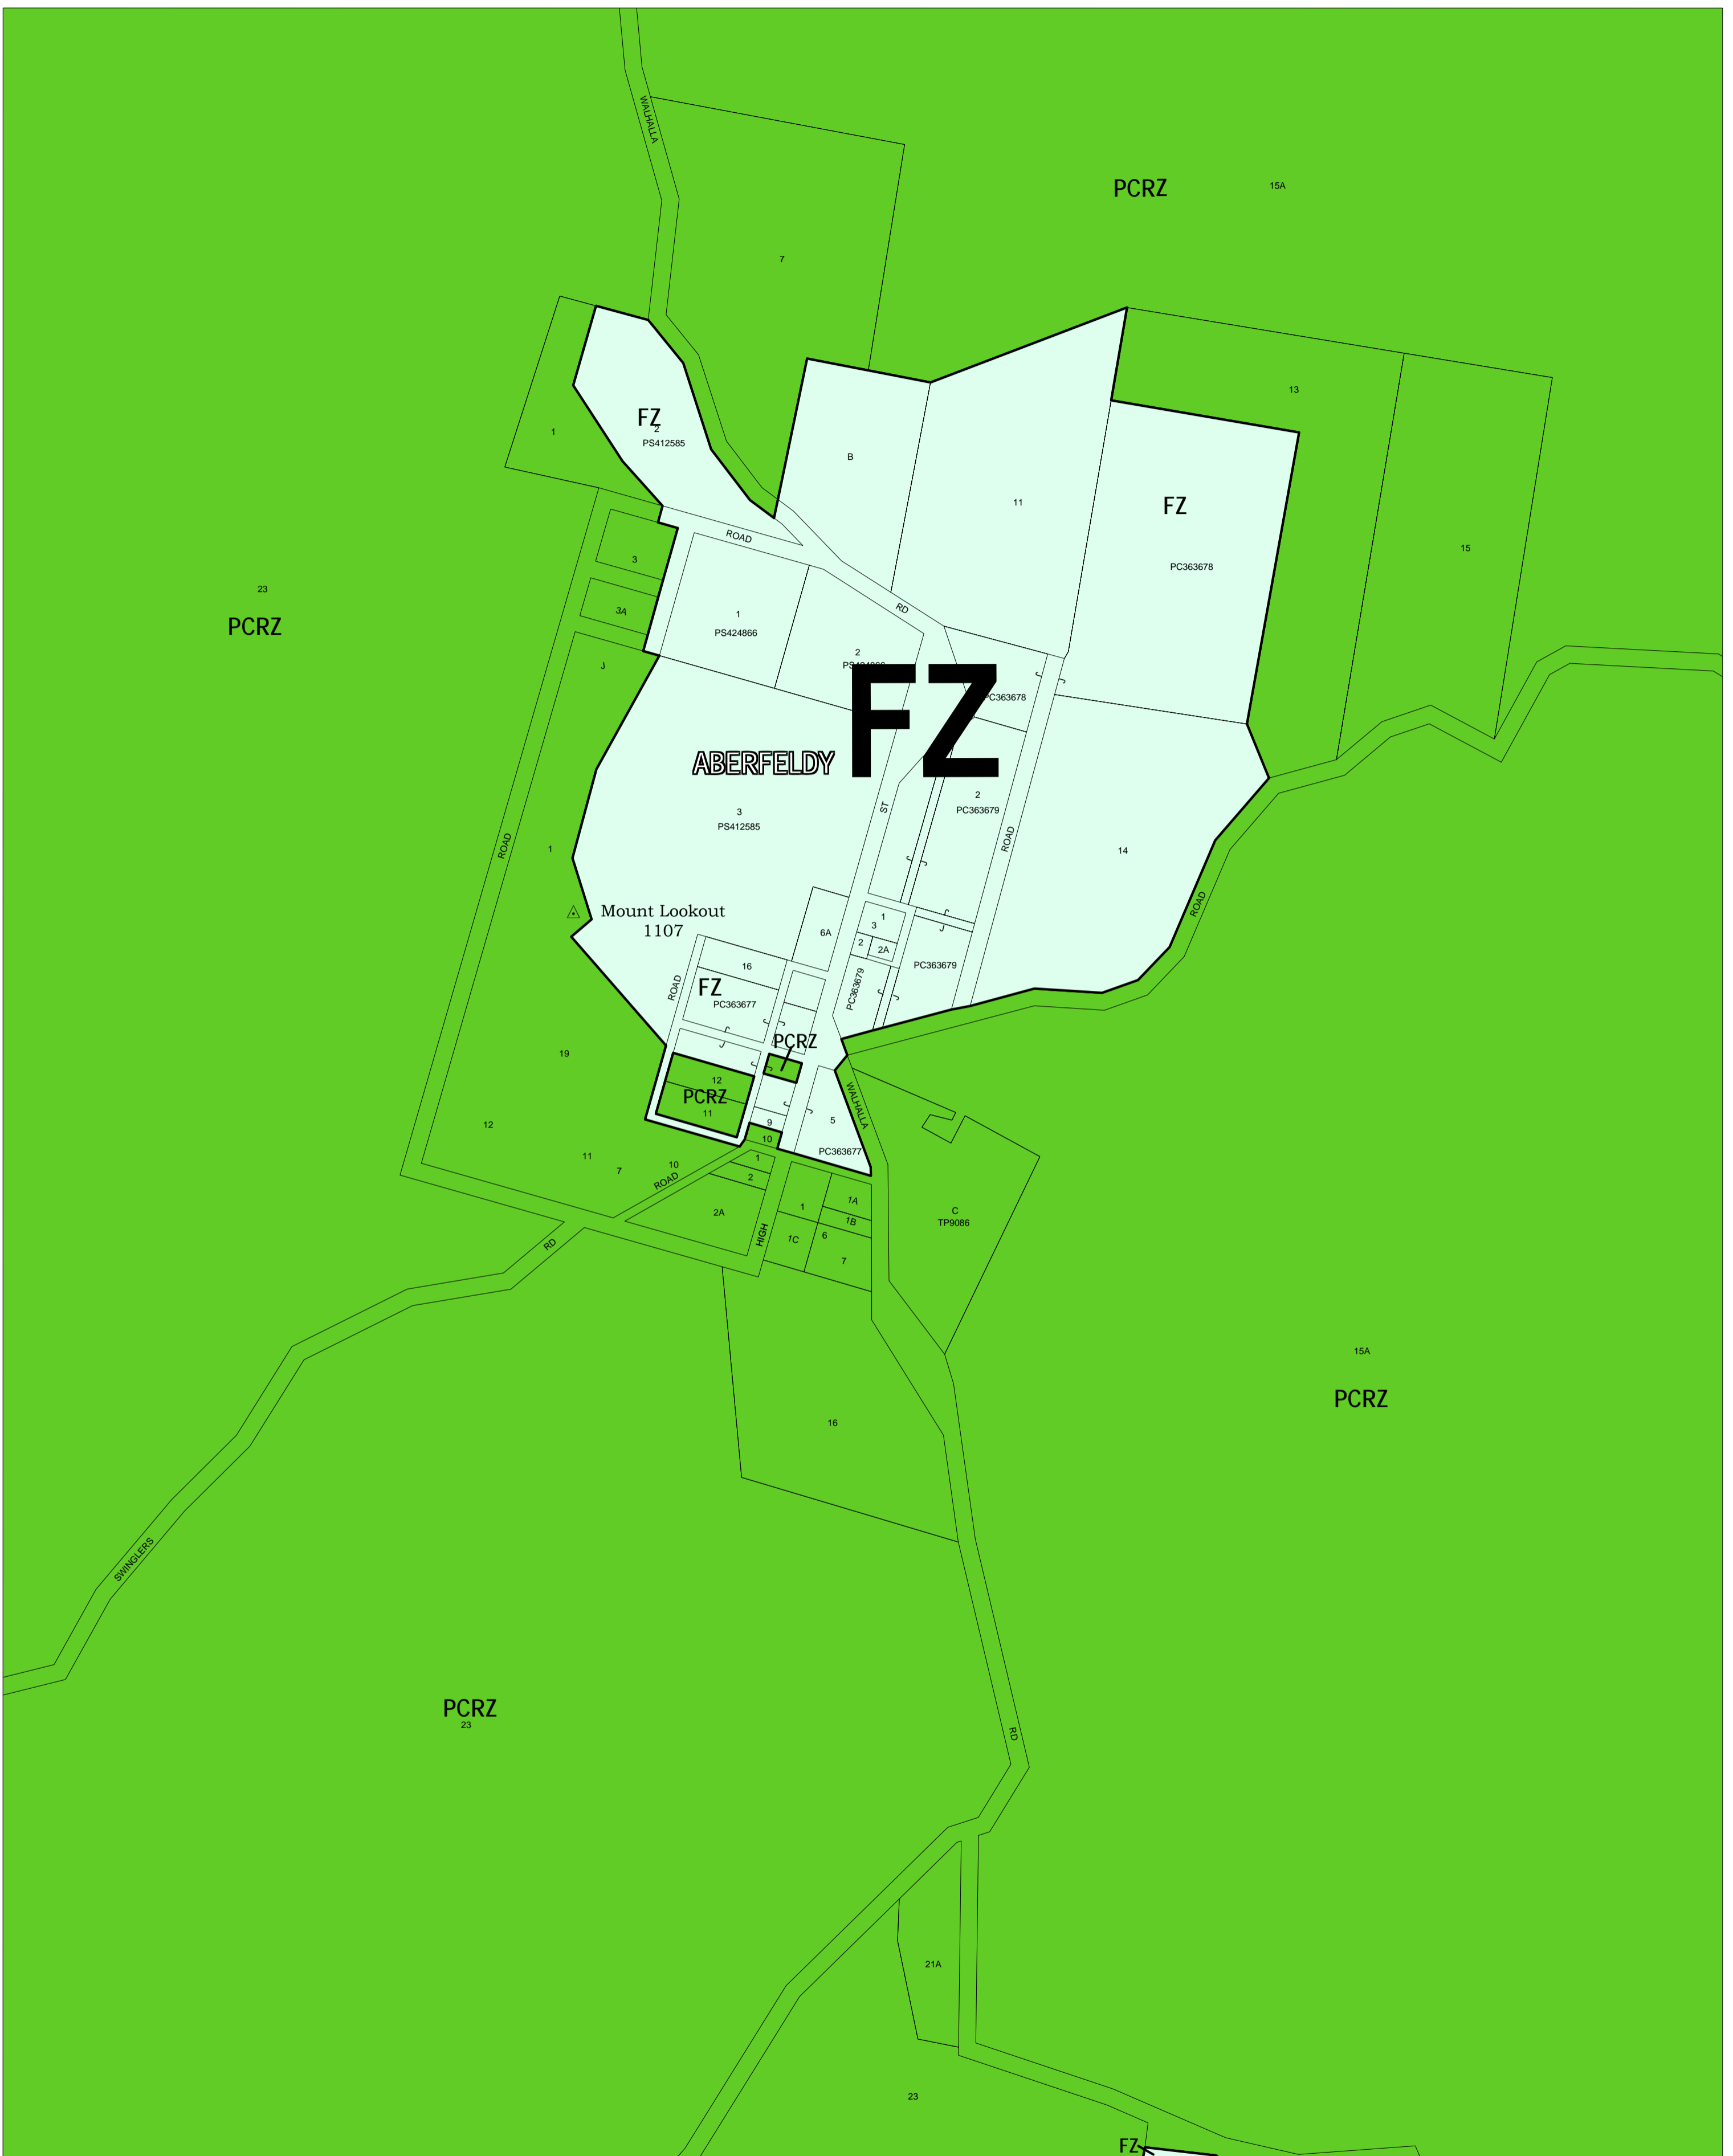 WALHALLA
PCRZ
15A
7
13
FZ
2
PS412585
1
B
11
FZ
ROAD
15
3
PC363678
23
3A
1
PS424866
RD
PCRZ
2
J
PC363678
FZ
ABERFELDY
3
PS412585
ST
2
PC363679
ROAD
ROAD
1
14
ROAD
Mount Lookout
1107
6A
1
3
2
2A
J
J
16
PC363679
ROAD
FZ
PC363677
PC363679
J
J
PCRZ
19
12
PCRZ
11
WALHALLA
12
5
9
10
PC363677
11
7
10
ROAD
1
2
2A
1
1A
1B
1C
6
7
HIGH
C
TP9086
RD
15A
PCRZ
16
SWINGLERS
PCRZ
23
RD
21A
23
FZ